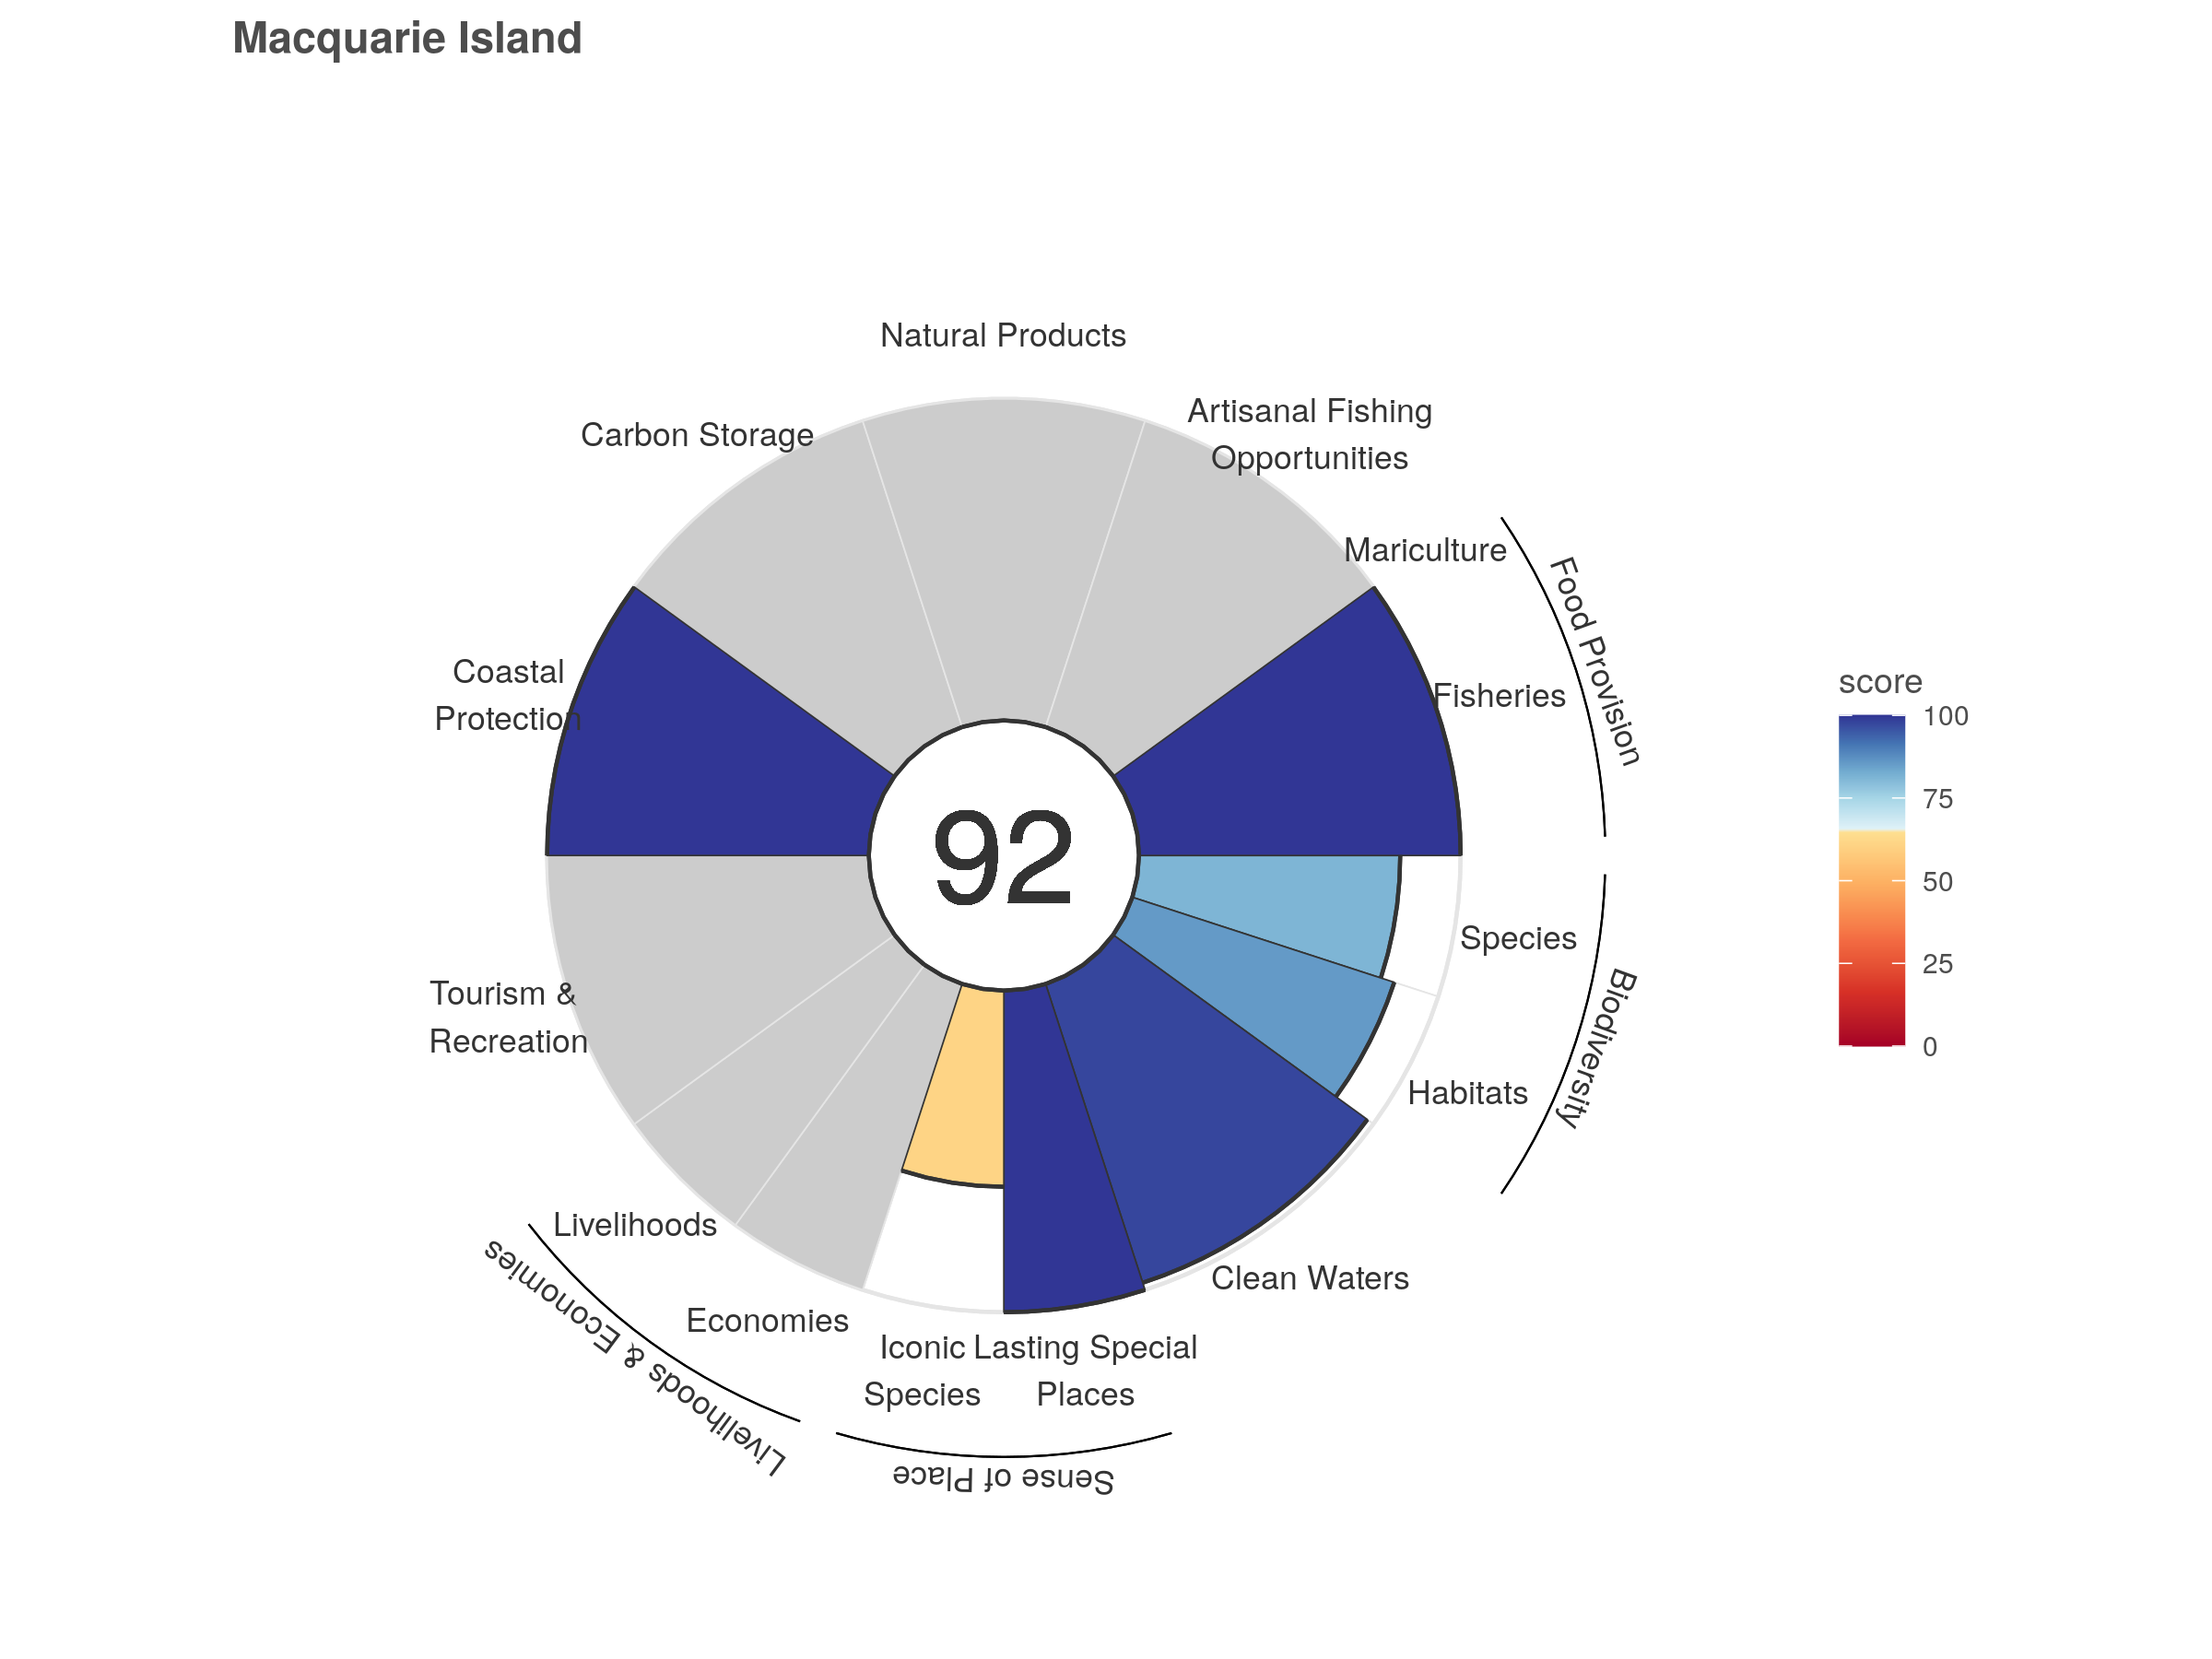 Macquarie Island
Natural Products
Carbon Storage
Artisanal Fishing
Opportunities
Mariculture
Food Provision
Fisheries
Coastal
Protection
score
100
75
50
25
0
92
Species
Biodiversity
Tourism &
Recreation
Habitats
Livelihoods
Livelihoods & Economies
Clean Waters
Economies
Iconic
Species
Lasting Special
Places
Sense of Place